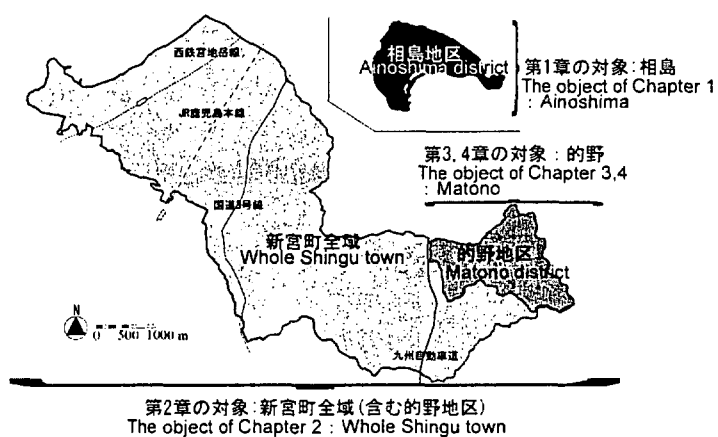 西鉄宮地岳線
相島地区
Ainoshima district
第1章の対象:相島
The object of Chapter 1
: Ainoshima
JR鹿児島本線
第3,4章の対象:的野
The object of Chapter 3,4
: Matono
国道3号線
新宮町全域
Whole Shingu town
的野地区
Matono district
N
0 500 1000 m
九州自動車道
第2章の対象:新宮町全域(含む的野地区)
The object of Chapter 2 : Whole Shingu town